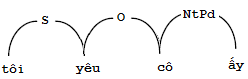 S O NtPd
tôi yêu cô ấy